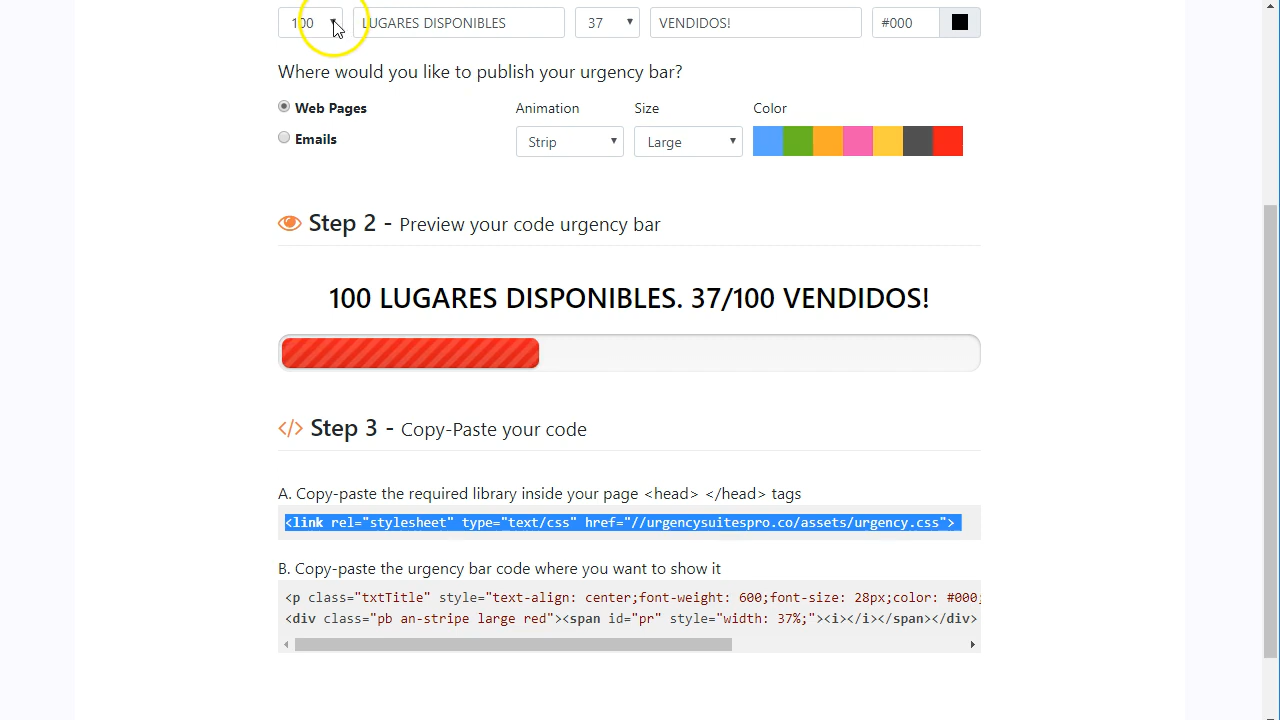 100 LUGARES DISPONIBLES 37 VENDIDOS! #000
Where would you like to publish your urgency bar?
Web Pages Animation Size Color
Emails Strip Large
Step 2 - Preview your code urgency bar
100 LUGARES DISPONIBLES. 37/100 VENDIDOS!
</> Step 3 - Copy-Paste your code
A. Copy-paste the required library inside your page <head> </head> tags
<link rel="stylesheet" type="text/css" href="//urgencysuitespro.co/assets/urgency.css">
B. Copy-paste the urgency bar code where you want to show it
<p class="txtTitle" style="text-align: center;font-weight: 600;font-size: 28px;color: #000;
<div class="pb an-stripe large red"><span id="pr" style="width: 37%;"><i></i></span></div>